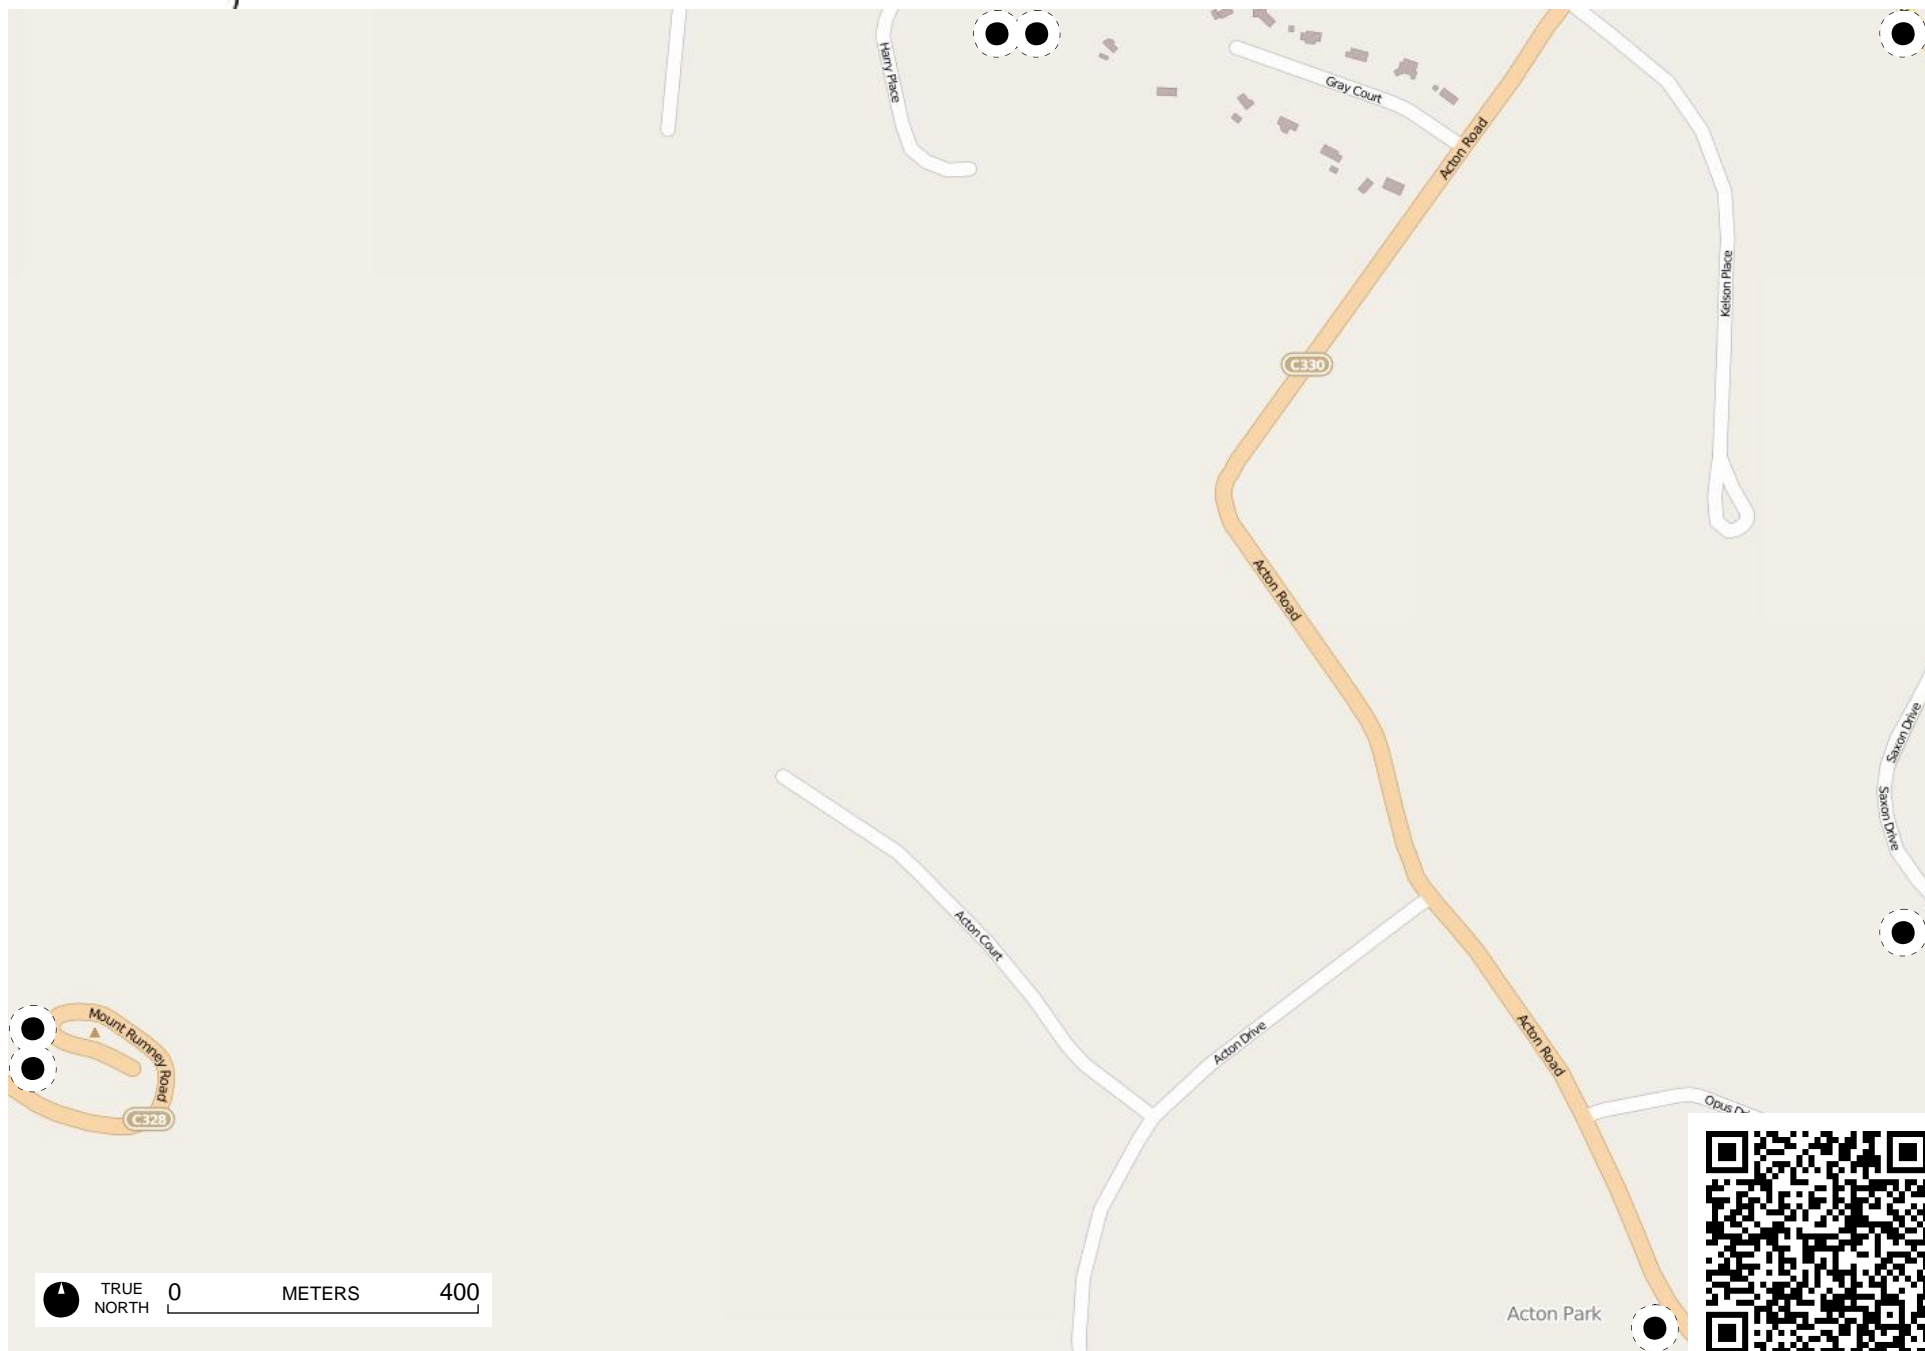 Harry Place
Gray Court
Acton Road
Kelson Place
C330
Acton Road
Saxon Drive
Saxon Drive
Acton Court
Mount Rumney Road
Acton Drive
Acton Road
C328
Opus
TRUE
NORTH
0 METERS 400
Acton Park